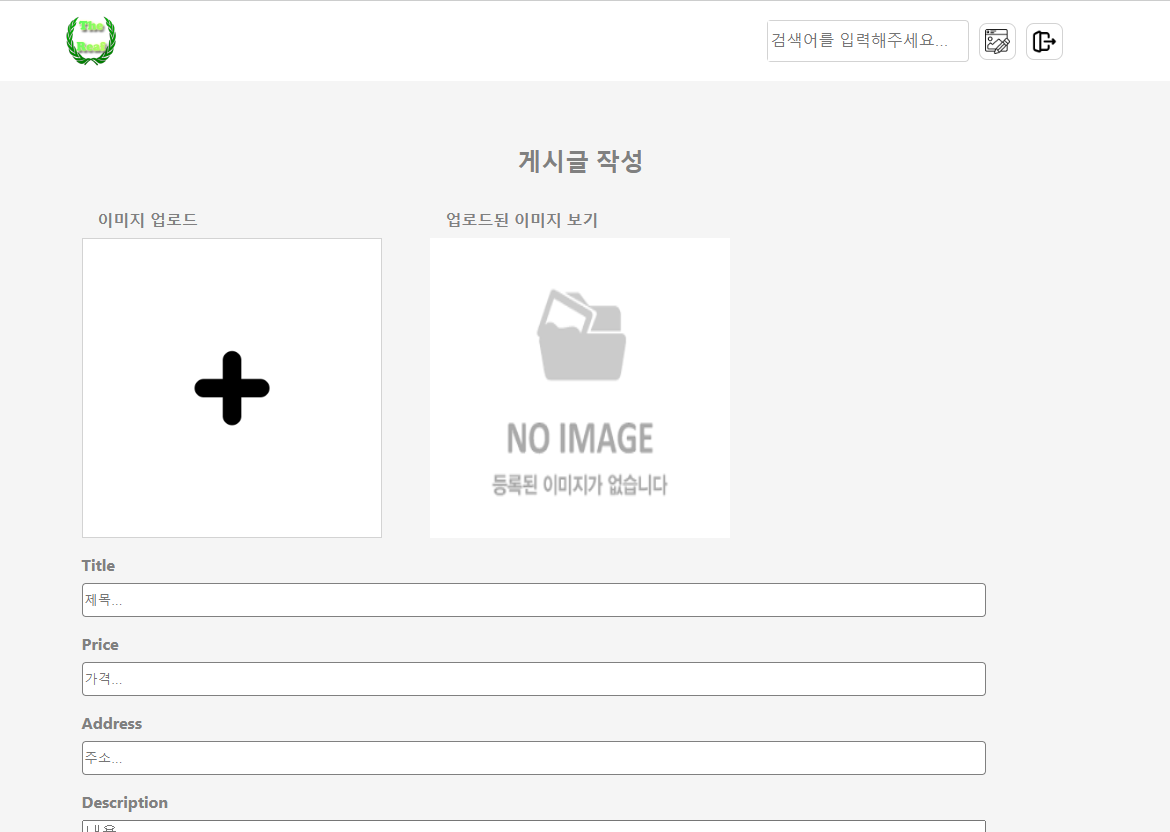 The
Best
검색어를 입력해주세요...
게시글 작성
이미지 업로드
업로드된 이미지 보기
NO IMAGE
등록된 이미지가 없습니다
Title
제목...
Price
가격...
Address
주소...
Description